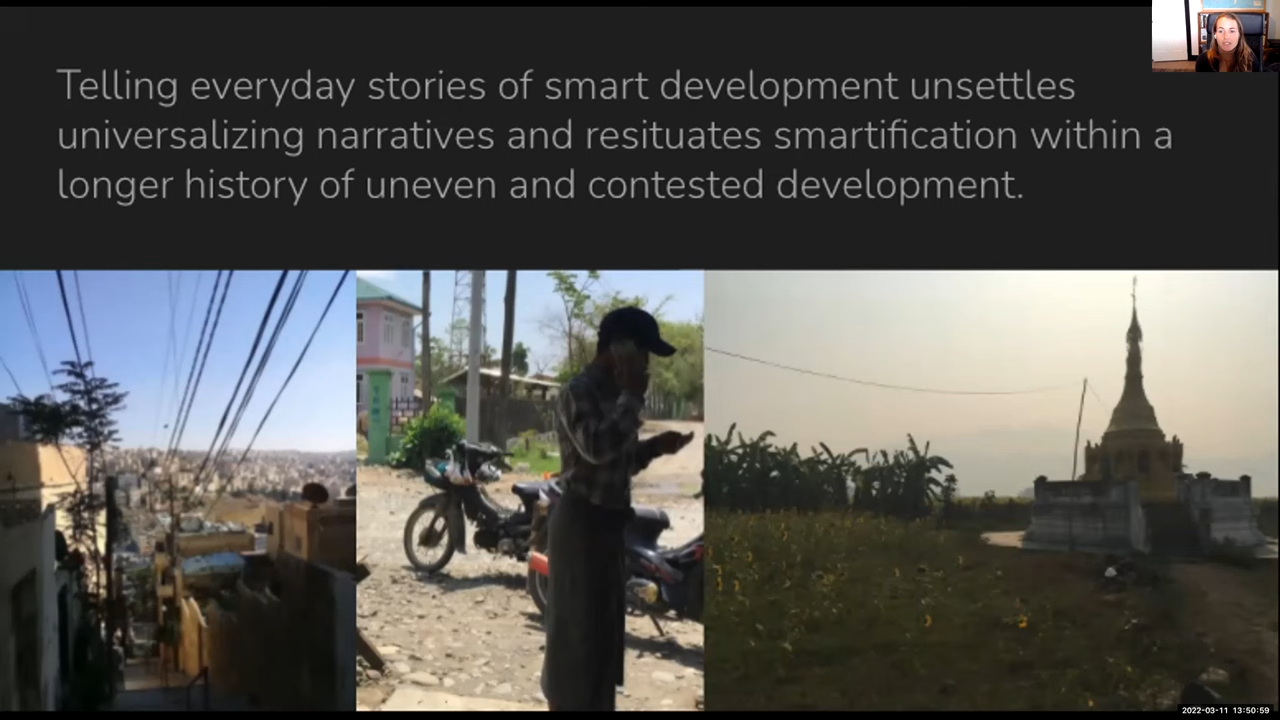 Telling everyday stories of smart development unsettles
universalizing narratives and resituates smartification within a
longer history of uneven and contested development.
2022-03-11 13:50:59